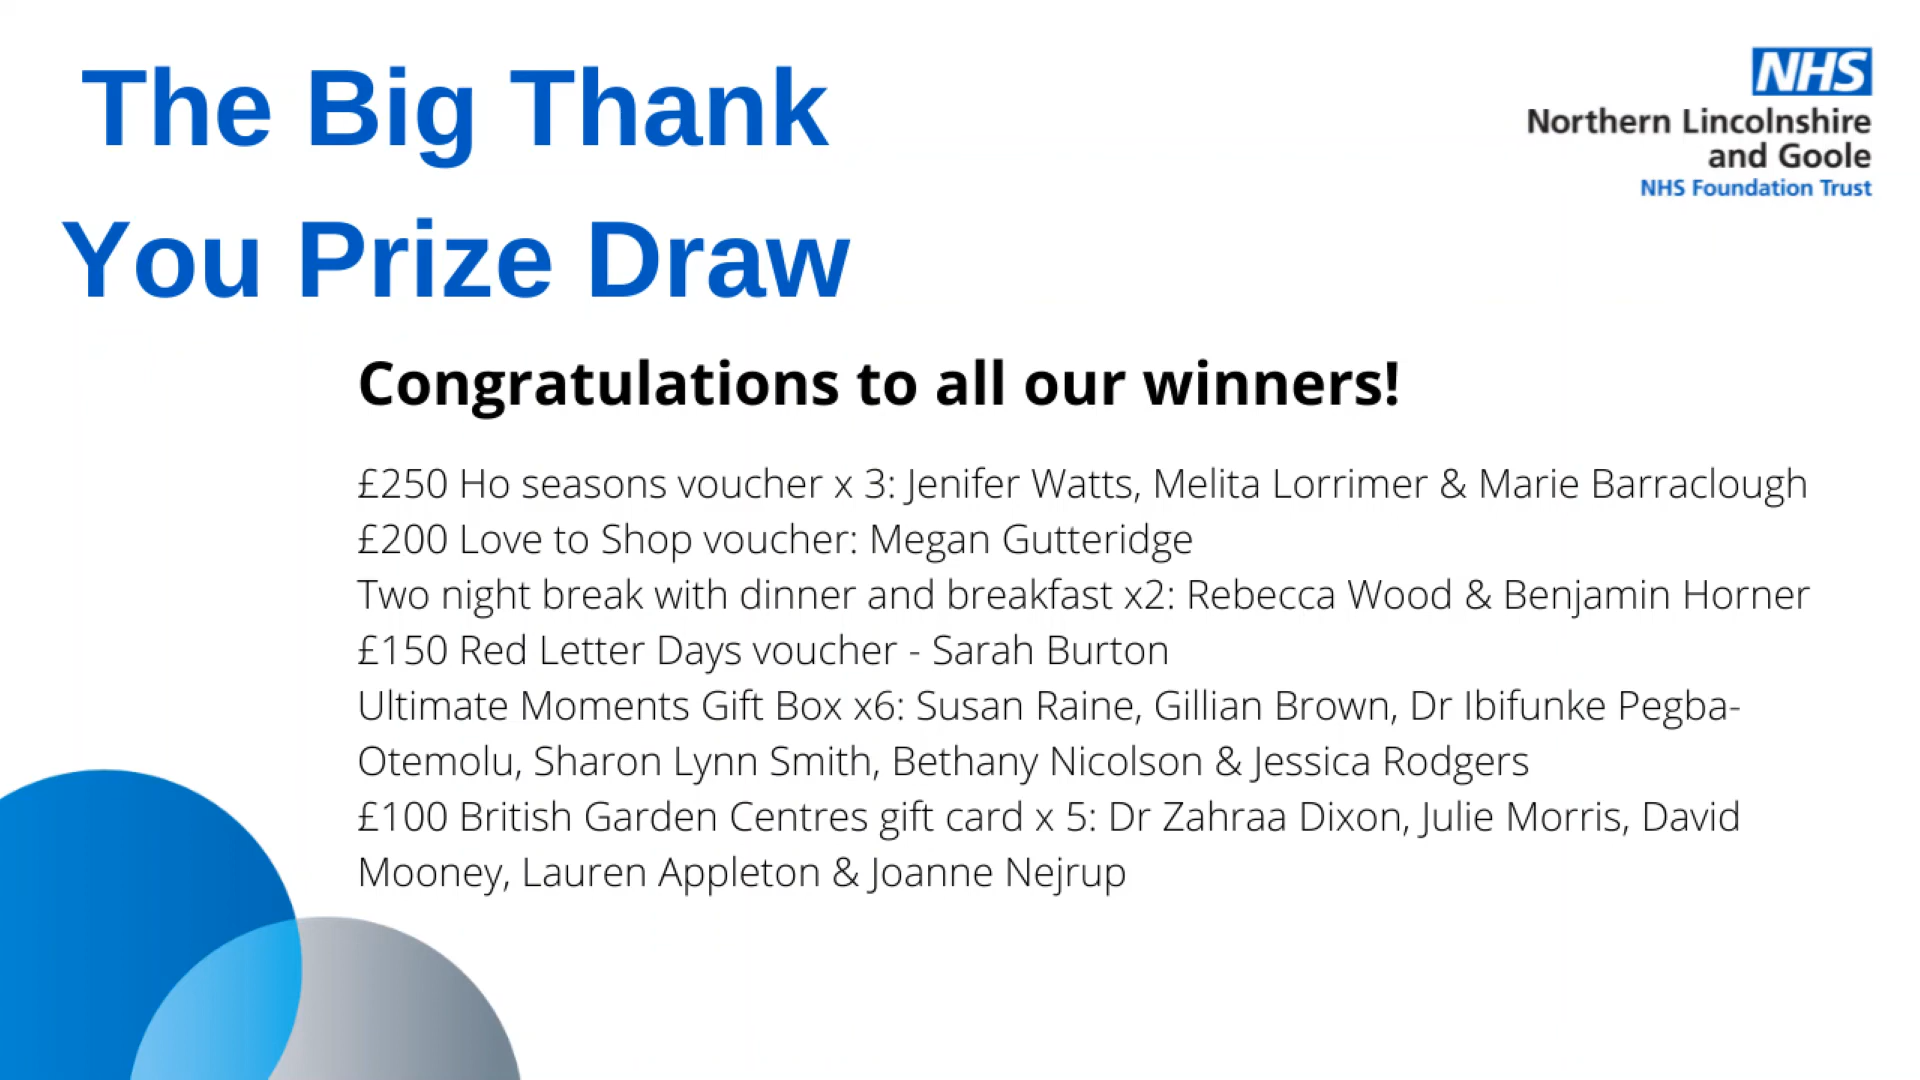 The Big Thank
You Prize Draw
NHS
Northern Lincolnshire
and Goole
NHS Foundation Trust
Congratulations to all our winners!
£250 Ho seasons voucher x 3: Jenifer Watts, Melita Lorrimer & Marie Barraclough
£200 Love to Shop voucher: Megan Gutteridge
Two night break with dinner and breakfast x2: Rebecca Wood & Benjamin Horner
£150 Red Letter Days voucher - Sarah Burton
Ultimate Moments Gift Box x6: Susan Raine, Gillian Brown, Dr Ibifunke Pegba-
Otemolu, Sharon Lynn Smith, Bethany Nicolson & Jessica Rodgers
£100 British Garden Centres gift card x 5: Dr Zahraa Dixon, Julie Morris, David
Mooney, Lauren Appleton & Joanne Nejrup